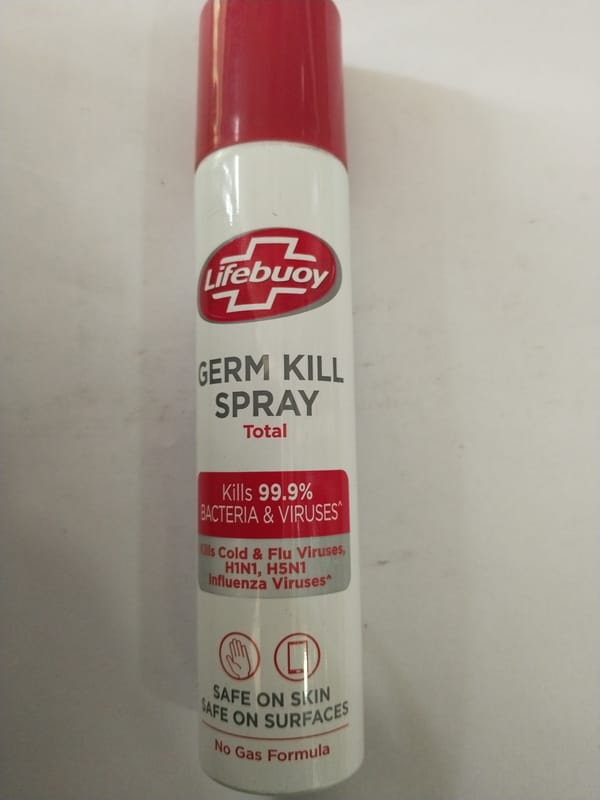 Lifebuoy
GERM KILL
SPRAY
Total
Kills 99.9%
BACTERIA & VIRUSES^
Kills Cold & Flu Viruses,
H1N1, H5N1
Influenza Viruses^
SAFE ON SKIN
SAFE ON SURFACES
No Gas Formula